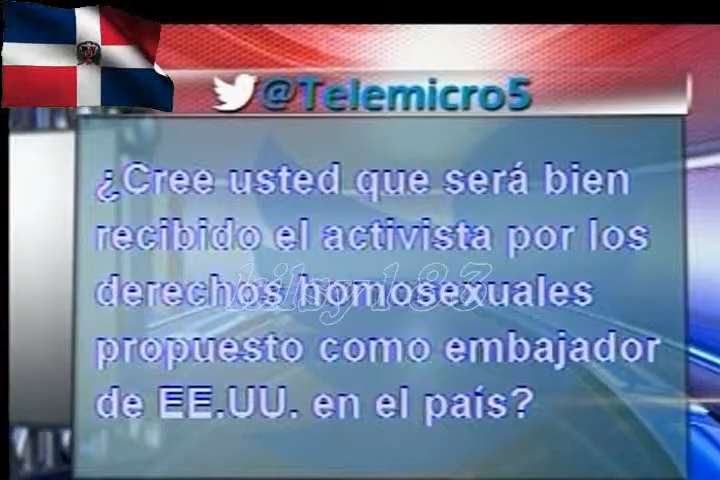 @Telemicro5
¿Cree usted que será bien
recibido el activista por los
derechos homosexuales
propuesto como embajador
de EE.UU. en el país?